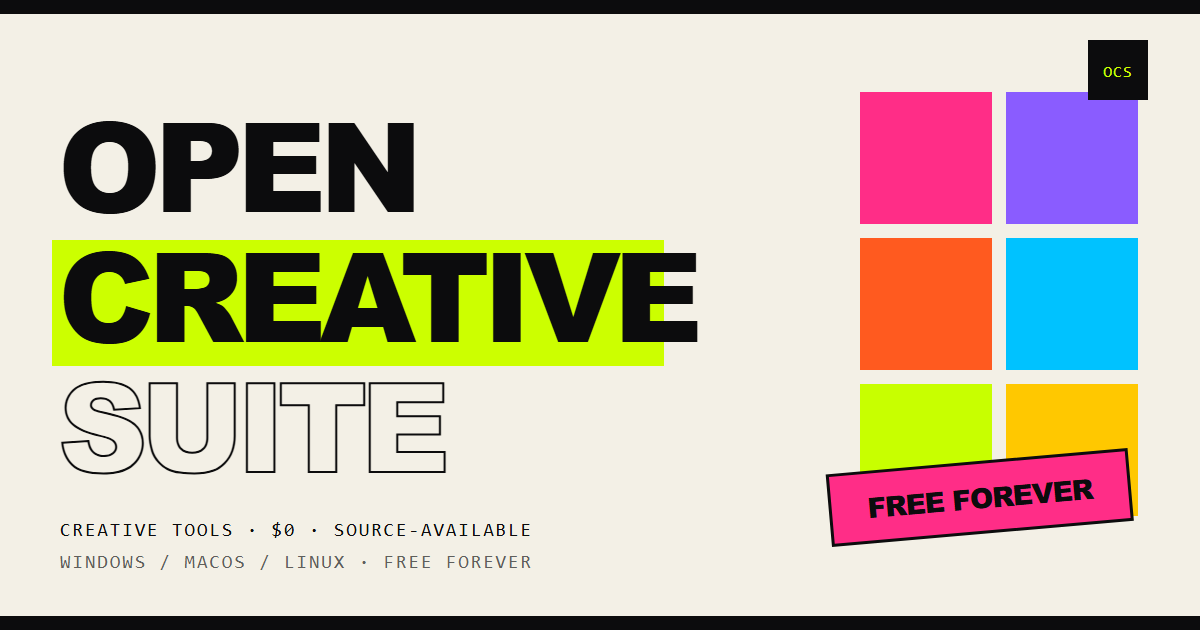 OCS
OPEN
CREATIVE
SUITE
FREE FOREVER
CREATIVE TOOLS · $0 · SOURCE-AVAILABLE
WINDOWS / MACOS / LINUX · FREE FOREVER